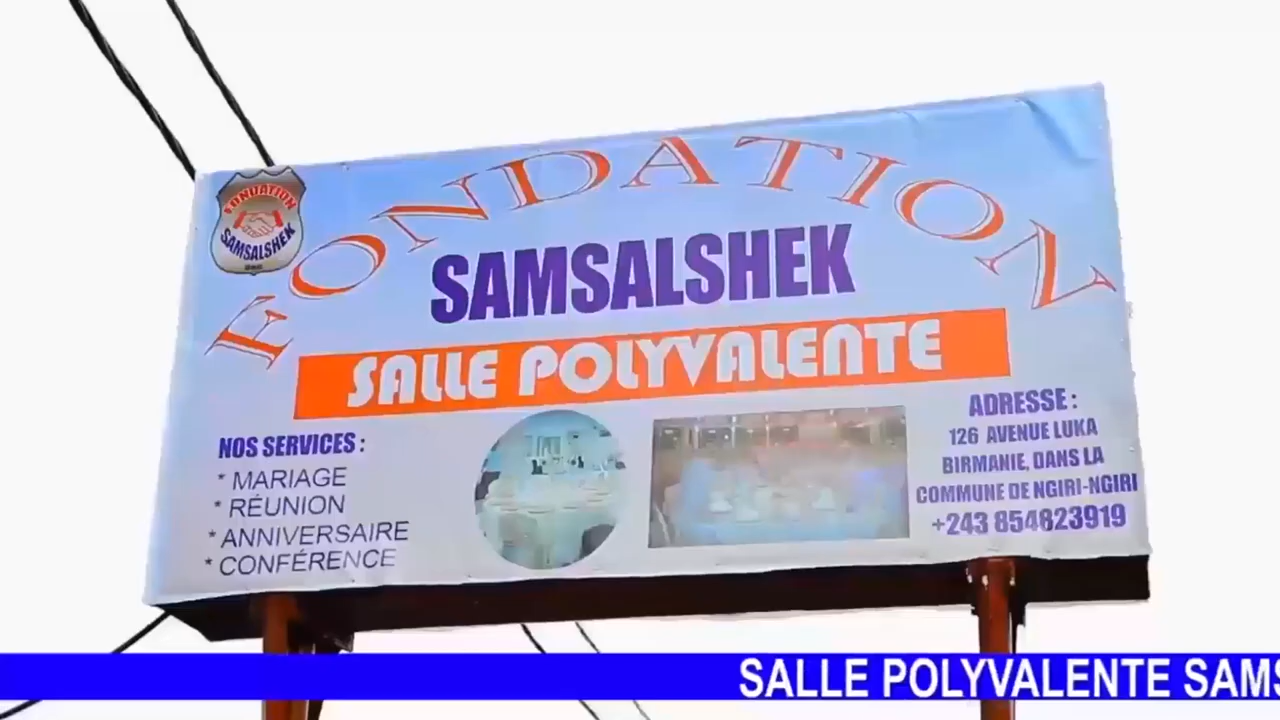 FONDATION
SAMSALSHEK
FONDATION
SAMSALSHEK
SALLE POLYVALENTE
NOS SERVICES :
* MARIAGE
* RÉUNION
* ANNIVERSAIRE
* CONFÉRENCE
ADRESSE :
126 AVENUE LUKA
BIRMANIE, DANS LA
COMMUNE DE NGIRI-NGIRI
+243 854823919
SALLE POLYVALENTE SAMS